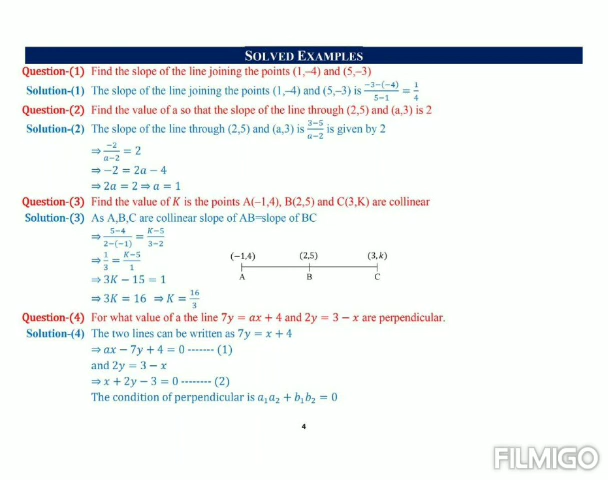 SOLVED EXAMPLES
Question-(1) Find the slope of the line joining the points (1,–4) and (5,–3)
Solution-(1) The slope of the line joining the points (1,–4) and (5,–3) is \frac{-3-(-4)}{5-1} = \frac{1}{4}
Question-(2) Find the value of a so that the slope of the line through (2,5) and (a,3) is 2
Solution-(2) The slope of the line through (2,5) and (a,3) is \frac{3-5}{a-2} is given by 2
⇒ \frac{-2}{a-2} = 2
⇒ −2 = 2a − 4
⇒ 2a = 2 ⇒ a = 1
Question-(3) Find the value of K is the points A(−1,4), B(2,5) and C(3,K) are collinear
Solution-(3) As A,B,C are collinear slope of AB=slope of BC
⇒ \frac{5-4}{2-(-1)} = \frac{K-5}{3-2}
⇒ \frac{1}{3} = \frac{K-5}{1}
⇒ 3K − 15 = 1
⇒ 3K = 16 ⇒ K = \frac{16}{3}
(−1,4) (2,5) (3,k)
A B C
Question-(4) For what value of a the line 7y = ax + 4 and 2y = 3 − x are perpendicular.
Solution-(4) The two lines can be written as 7y = x + 4
⇒ ax − 7y + 4 = 0 ------- (1)
and 2y = 3 − x
⇒ x + 2y − 3 = 0 -------- (2)
The condition of perpendicular is a₁a₂ + b₁b₂ = 0
4
FILMIGO